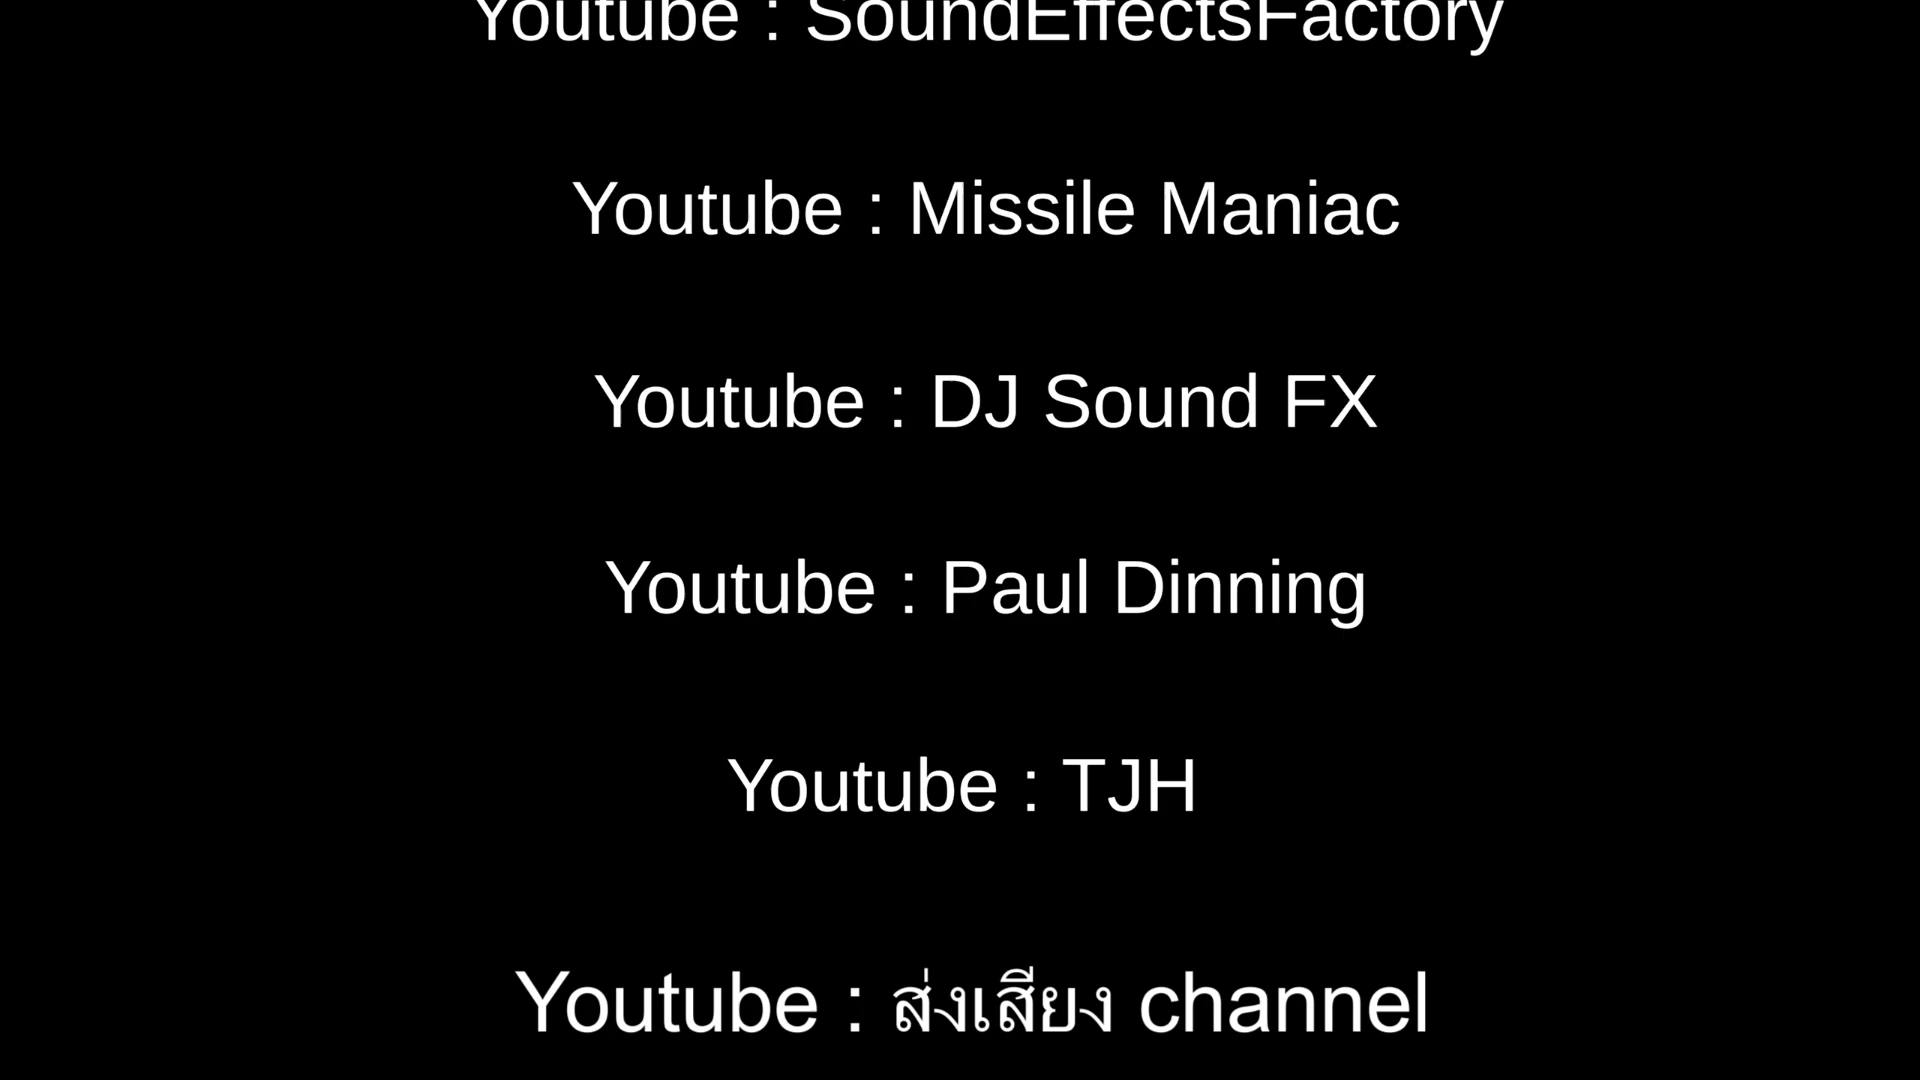 Youtube : SoundEffectsFactory
Youtube : Missile Maniac
Youtube : DJ Sound FX
Youtube : Paul Dinning
Youtube : TJH
Youtube : ส่งเสียง channel